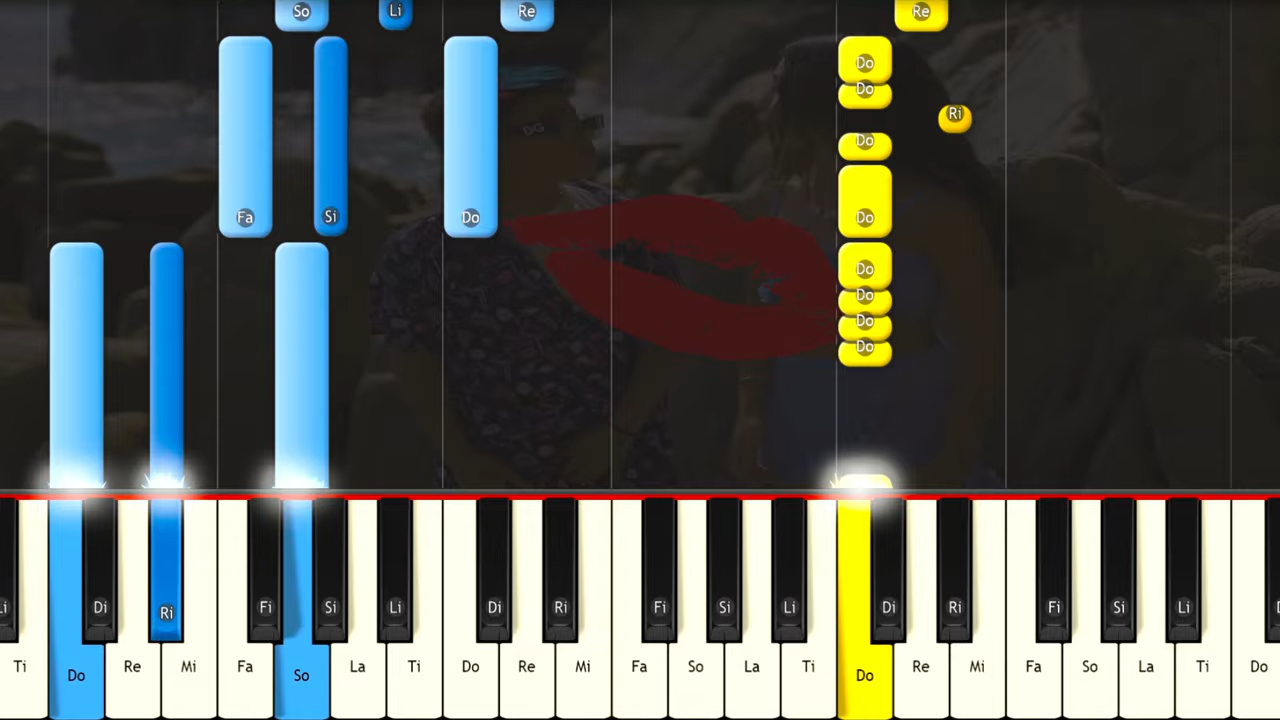 So Li Re Re
Do
Do
Ri
DG
Do
Fa Si Do Do
Do
Do
Do
Do
Li Di Ri Fi Si Li Di Ri Fi Si Li Di Ri Fi Si Li
Ti Do Re Mi Fa So La Ti Do Re Mi Fa So La Ti Do Re Mi Fa So La Ti Do